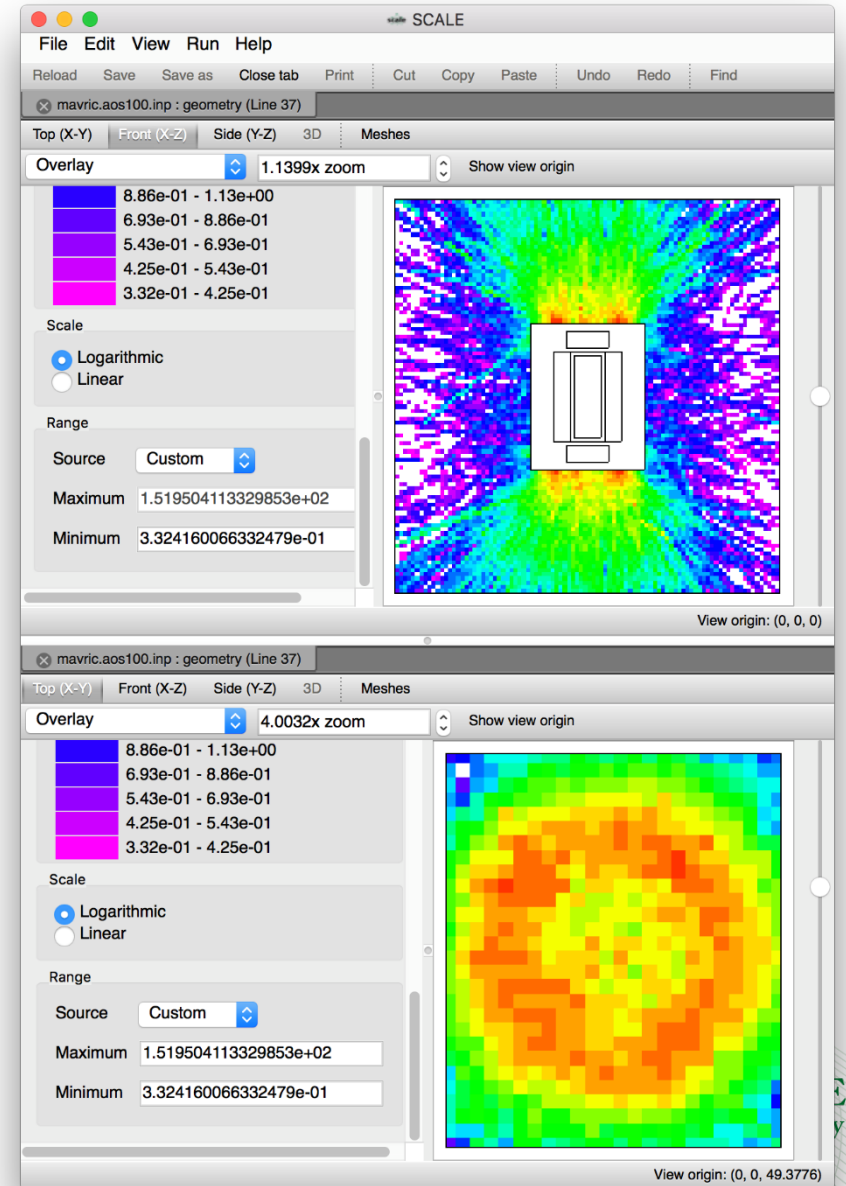 SCALE
File Edit View Run Help
Reload Save Save as Close tab Print Cut Copy Paste Undo Redo Find
mavric.aos100.inp : geometry (Line 37)
Top (X-Y) Front (X-Z) Side (Y-Z) 3D Meshes
Overlay 1.1399x zoom Show view origin
8.86e-01 - 1.13e+00
6.93e-01 - 8.86e-01
5.43e-01 - 6.93e-01
4.25e-01 - 5.43e-01
3.32e-01 - 4.25e-01
Scale
Logarithmic
Linear
Range
Source Custom
Maximum 1.519504113329853e+02
Minimum 3.324160066332479e-01
View origin: (0, 0, 0)
mavric.aos100.inp : geometry (Line 37)
Top (X-Y) Front (X-Z) Side (Y-Z) 3D Meshes
Overlay 4.0032x zoom Show view origin
8.86e-01 - 1.13e+00
6.93e-01 - 8.86e-01
5.43e-01 - 6.93e-01
4.25e-01 - 5.43e-01
3.32e-01 - 4.25e-01
Scale
Logarithmic
Linear
Range
Source Custom
Maximum 1.519504113329853e+02
Minimum 3.324160066332479e-01
View origin: (0, 0, 49.3776)